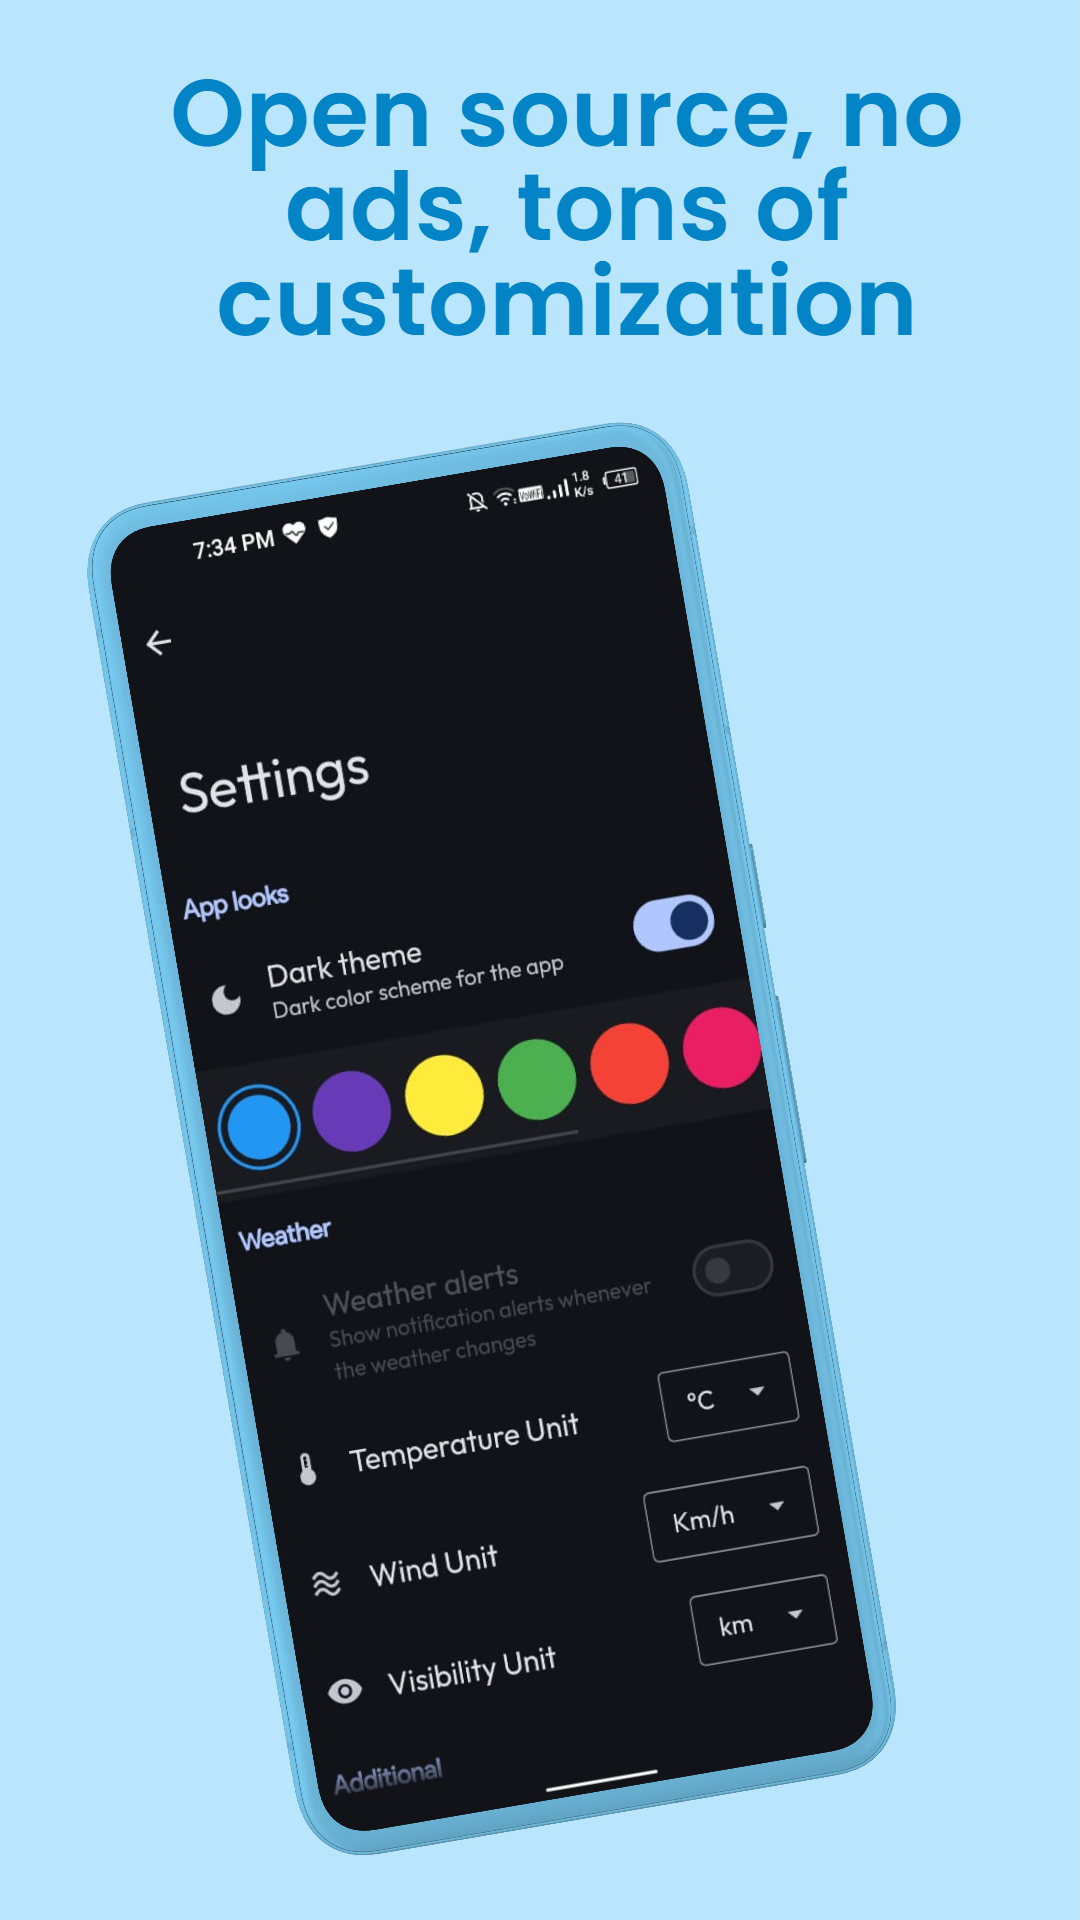 Open source, no
ads, tons of
customization
7:34 PM
VoWiFi
1.8
K/s
41
Settings
App looks
Dark theme
Dark color scheme for the app
Weather
Weather alerts
Show notification alerts whenever
the weather changes
Temperature Unit
°C
Wind Unit
Km/h
Visibility Unit
km
Additional